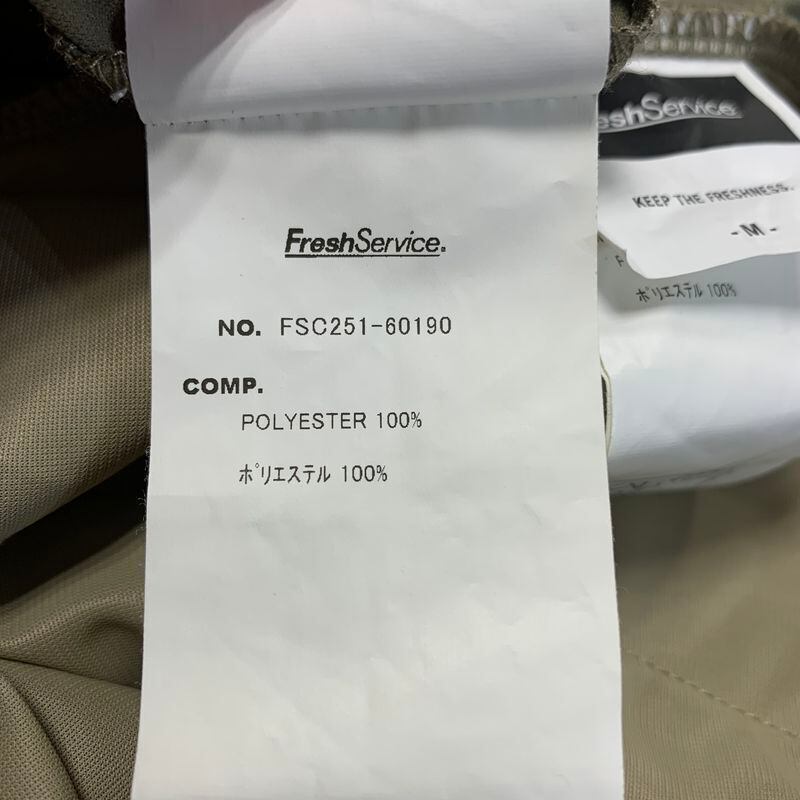 FreshService.
NO. FSC251-60190
COMP.
POLYESTER 100%
ポリエステル 100%
KEEP THE FRESHNESS.
- M -
ポリエステル 100%